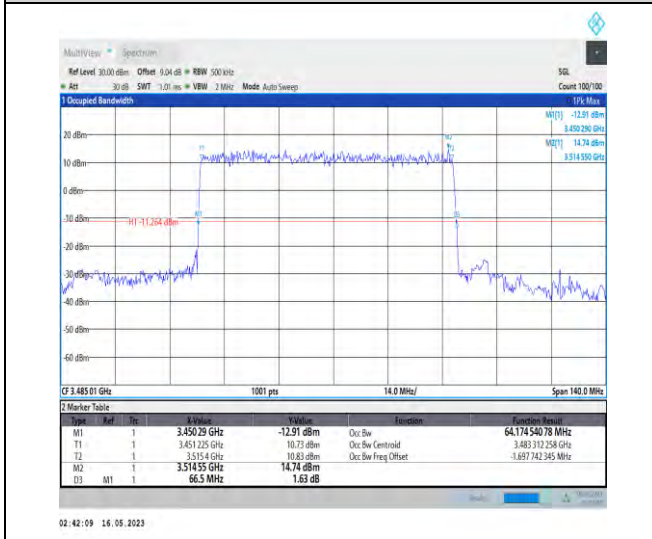 MultiView Spectrum
Ref Level 30.00 dBm Offset 9.04 dB RBW 500 kHz SGL
Att 30 dB SWT 1.01 ms VBW 2 MHz Mode Auto Sweep Count 100/100
1 Occupied Bandwidth 1Pk Max
M1[1] -12.91 dBm
3.450 290 GHz
M2[1] 14.74 dBm
3.514 550 GHz
20 dBm
M2
T1 T2
10 dBm
0 dBm
-10 dBm H1 -11.264 dBm M1 D3
-20 dBm
-30 dBm
-40 dBm
-50 dBm
-60 dBm
CF 3.485 01 GHz 1001 pts 14.0 MHz/ Span 140.0 MHz
2 Marker Table
Type Ref Trc X-Value Y-Value Function Function Result
M1 1 3.450 29 GHz -12.91 dBm Occ Bw 64.174 540 78 MHz
T1 1 3.451 225 GHz 10.73 dBm Occ Bw Centroid 3.483 312 258 GHz
T2 1 3.515 4 GHz 10.83 dBm Occ Bw Freq Offset -1.697 742 345 MHz
M2 1 3.514 55 GHz 14.74 dBm
D3 M1 1 66.5 MHz 1.63 dB
02:42:09 16.05.2023